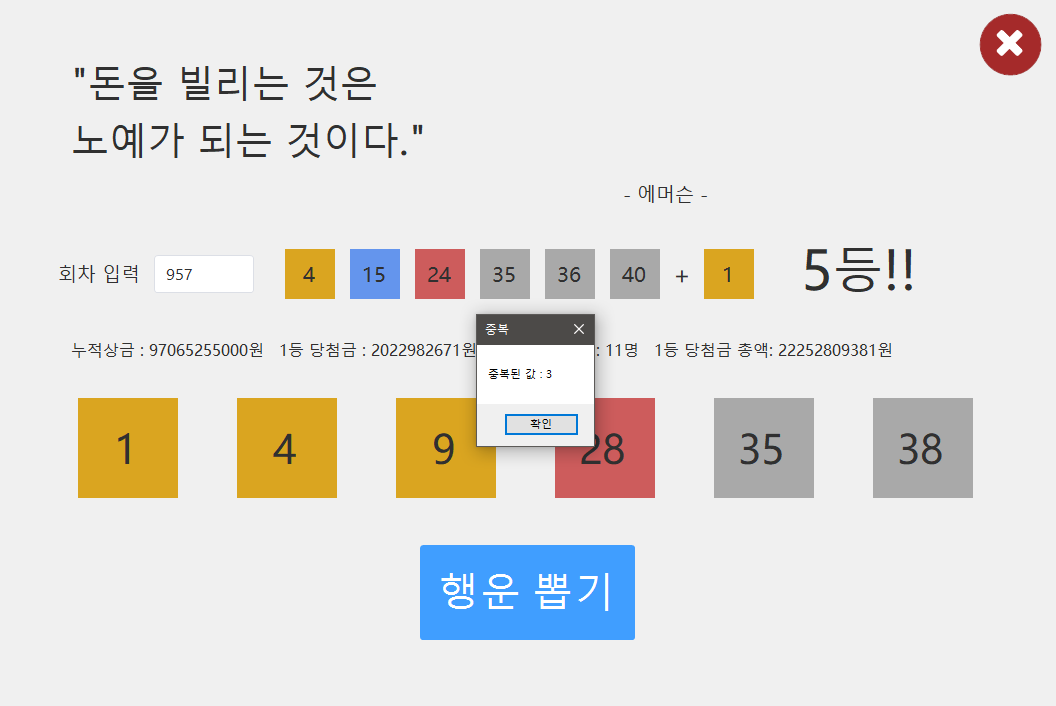 "돈을 빌리는 것은
노예가 되는 것이다."
- 에머슨 -
회차 입력 957 4 15 24 35 36 40 + 1 5등!!
누적상금 : 97065255000원 1등 당첨금 : 2022982671원 : 11명 1등 당첨금 총액: 22252809381원
중복
중복된 값 : 3
확인
1 4 9 28 35 38
행운 뽑기